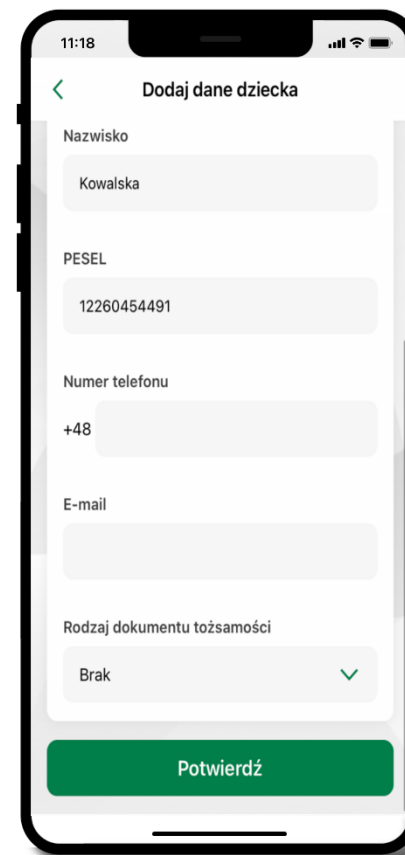 11:18
Dodaj dane dziecka
Nazwisko
Kowalska
PESEL
12260454491
Numer telefonu
+48
E-mail
Rodzaj dokumentu tożsamości
Brak
Potwierdź